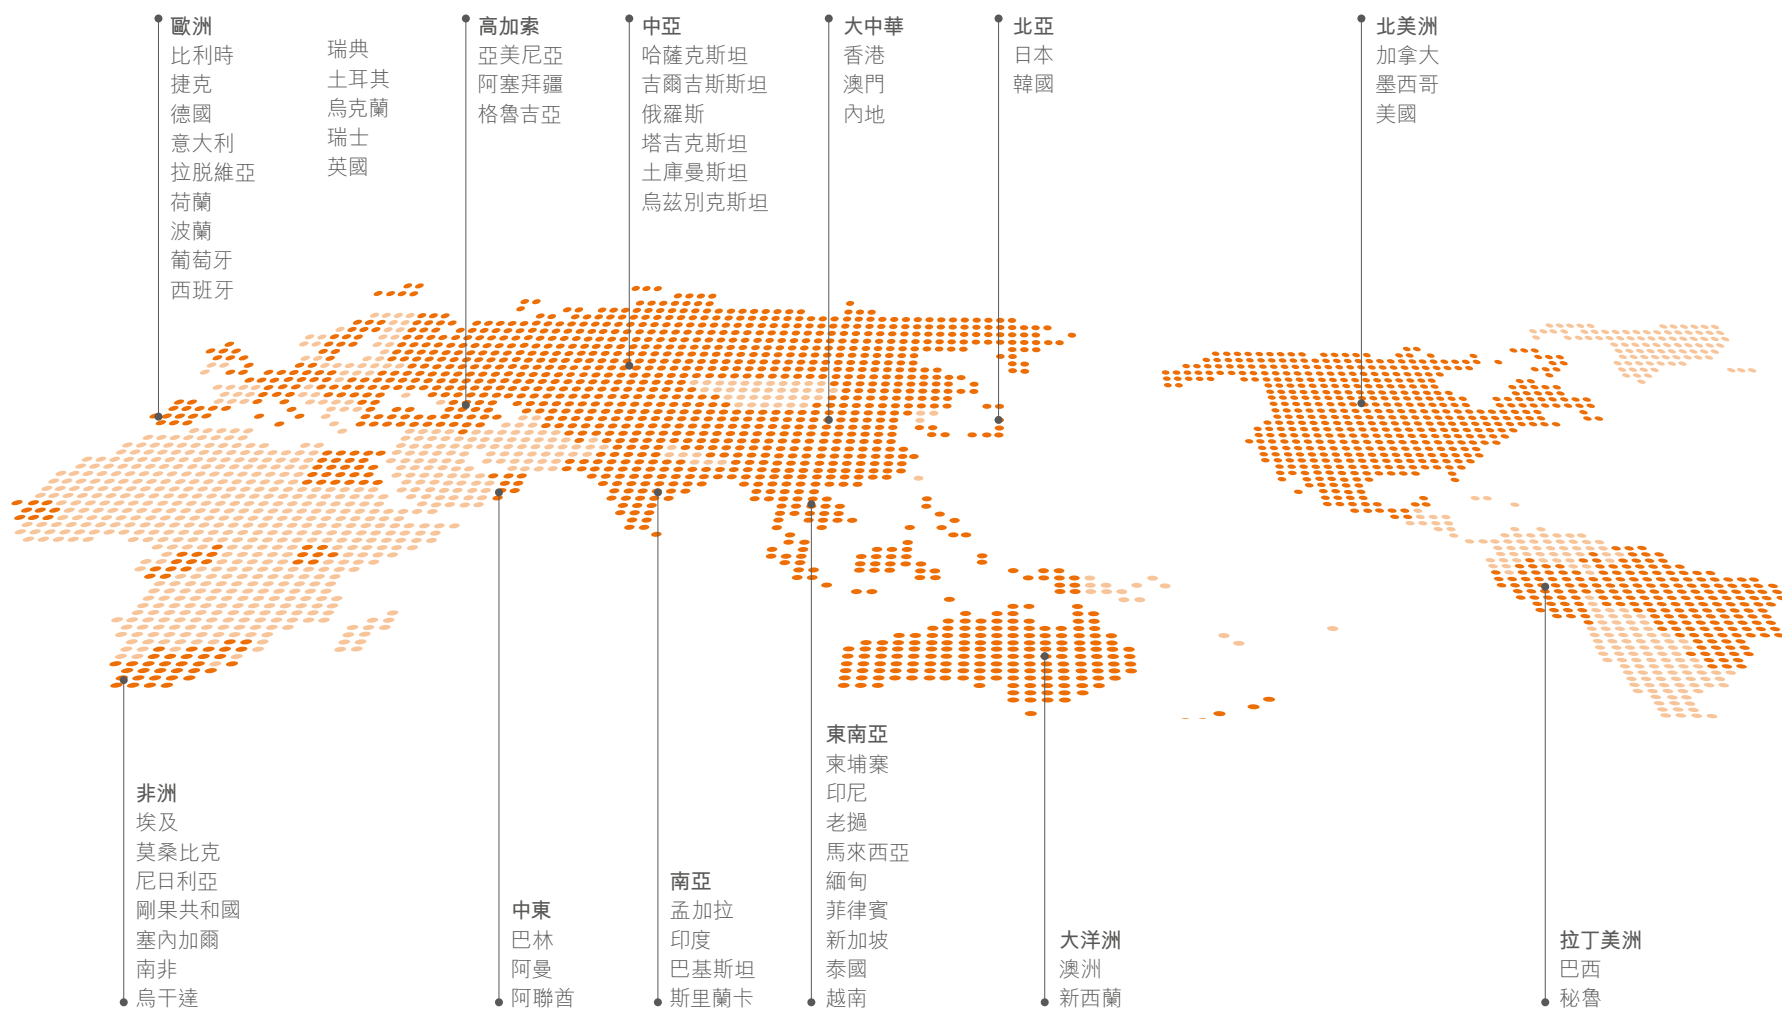 歐洲
比利時
捷克
德國
意大利
拉脫維亞
荷蘭
波蘭
葡萄牙
西班牙
瑞典
土耳其
烏克蘭
瑞士
英國
高加索
亞美尼亞
阿塞拜疆
格魯吉亞
中亞
哈薩克斯坦
吉爾吉斯斯坦
俄羅斯
塔吉克斯坦
土庫曼斯坦
烏茲別克斯坦
大中華
香港
澳門
內地
北亞
日本
韓國
北美洲
加拿大
墨西哥
美國
非洲
埃及
莫桑比克
尼日利亞
剛果共和國
塞內加爾
南非
烏干達
中東
巴林
阿曼
阿聯酋
南亞
孟加拉
印度
巴基斯坦
斯里蘭卡
東南亞
柬埔寨
印尼
老撾
馬來西亞
緬甸
菲律賓
新加坡
泰國
越南
大洋洲
澳洲
新西蘭
拉丁美洲
巴西
秘魯